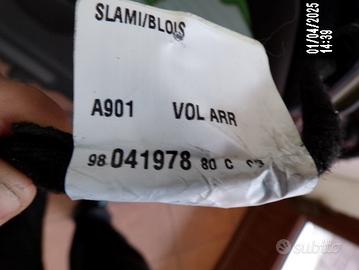 SLAMI/BLOIS
A901 VOL ARR
98 041978 80 C
01/04/2025
14:39
subito